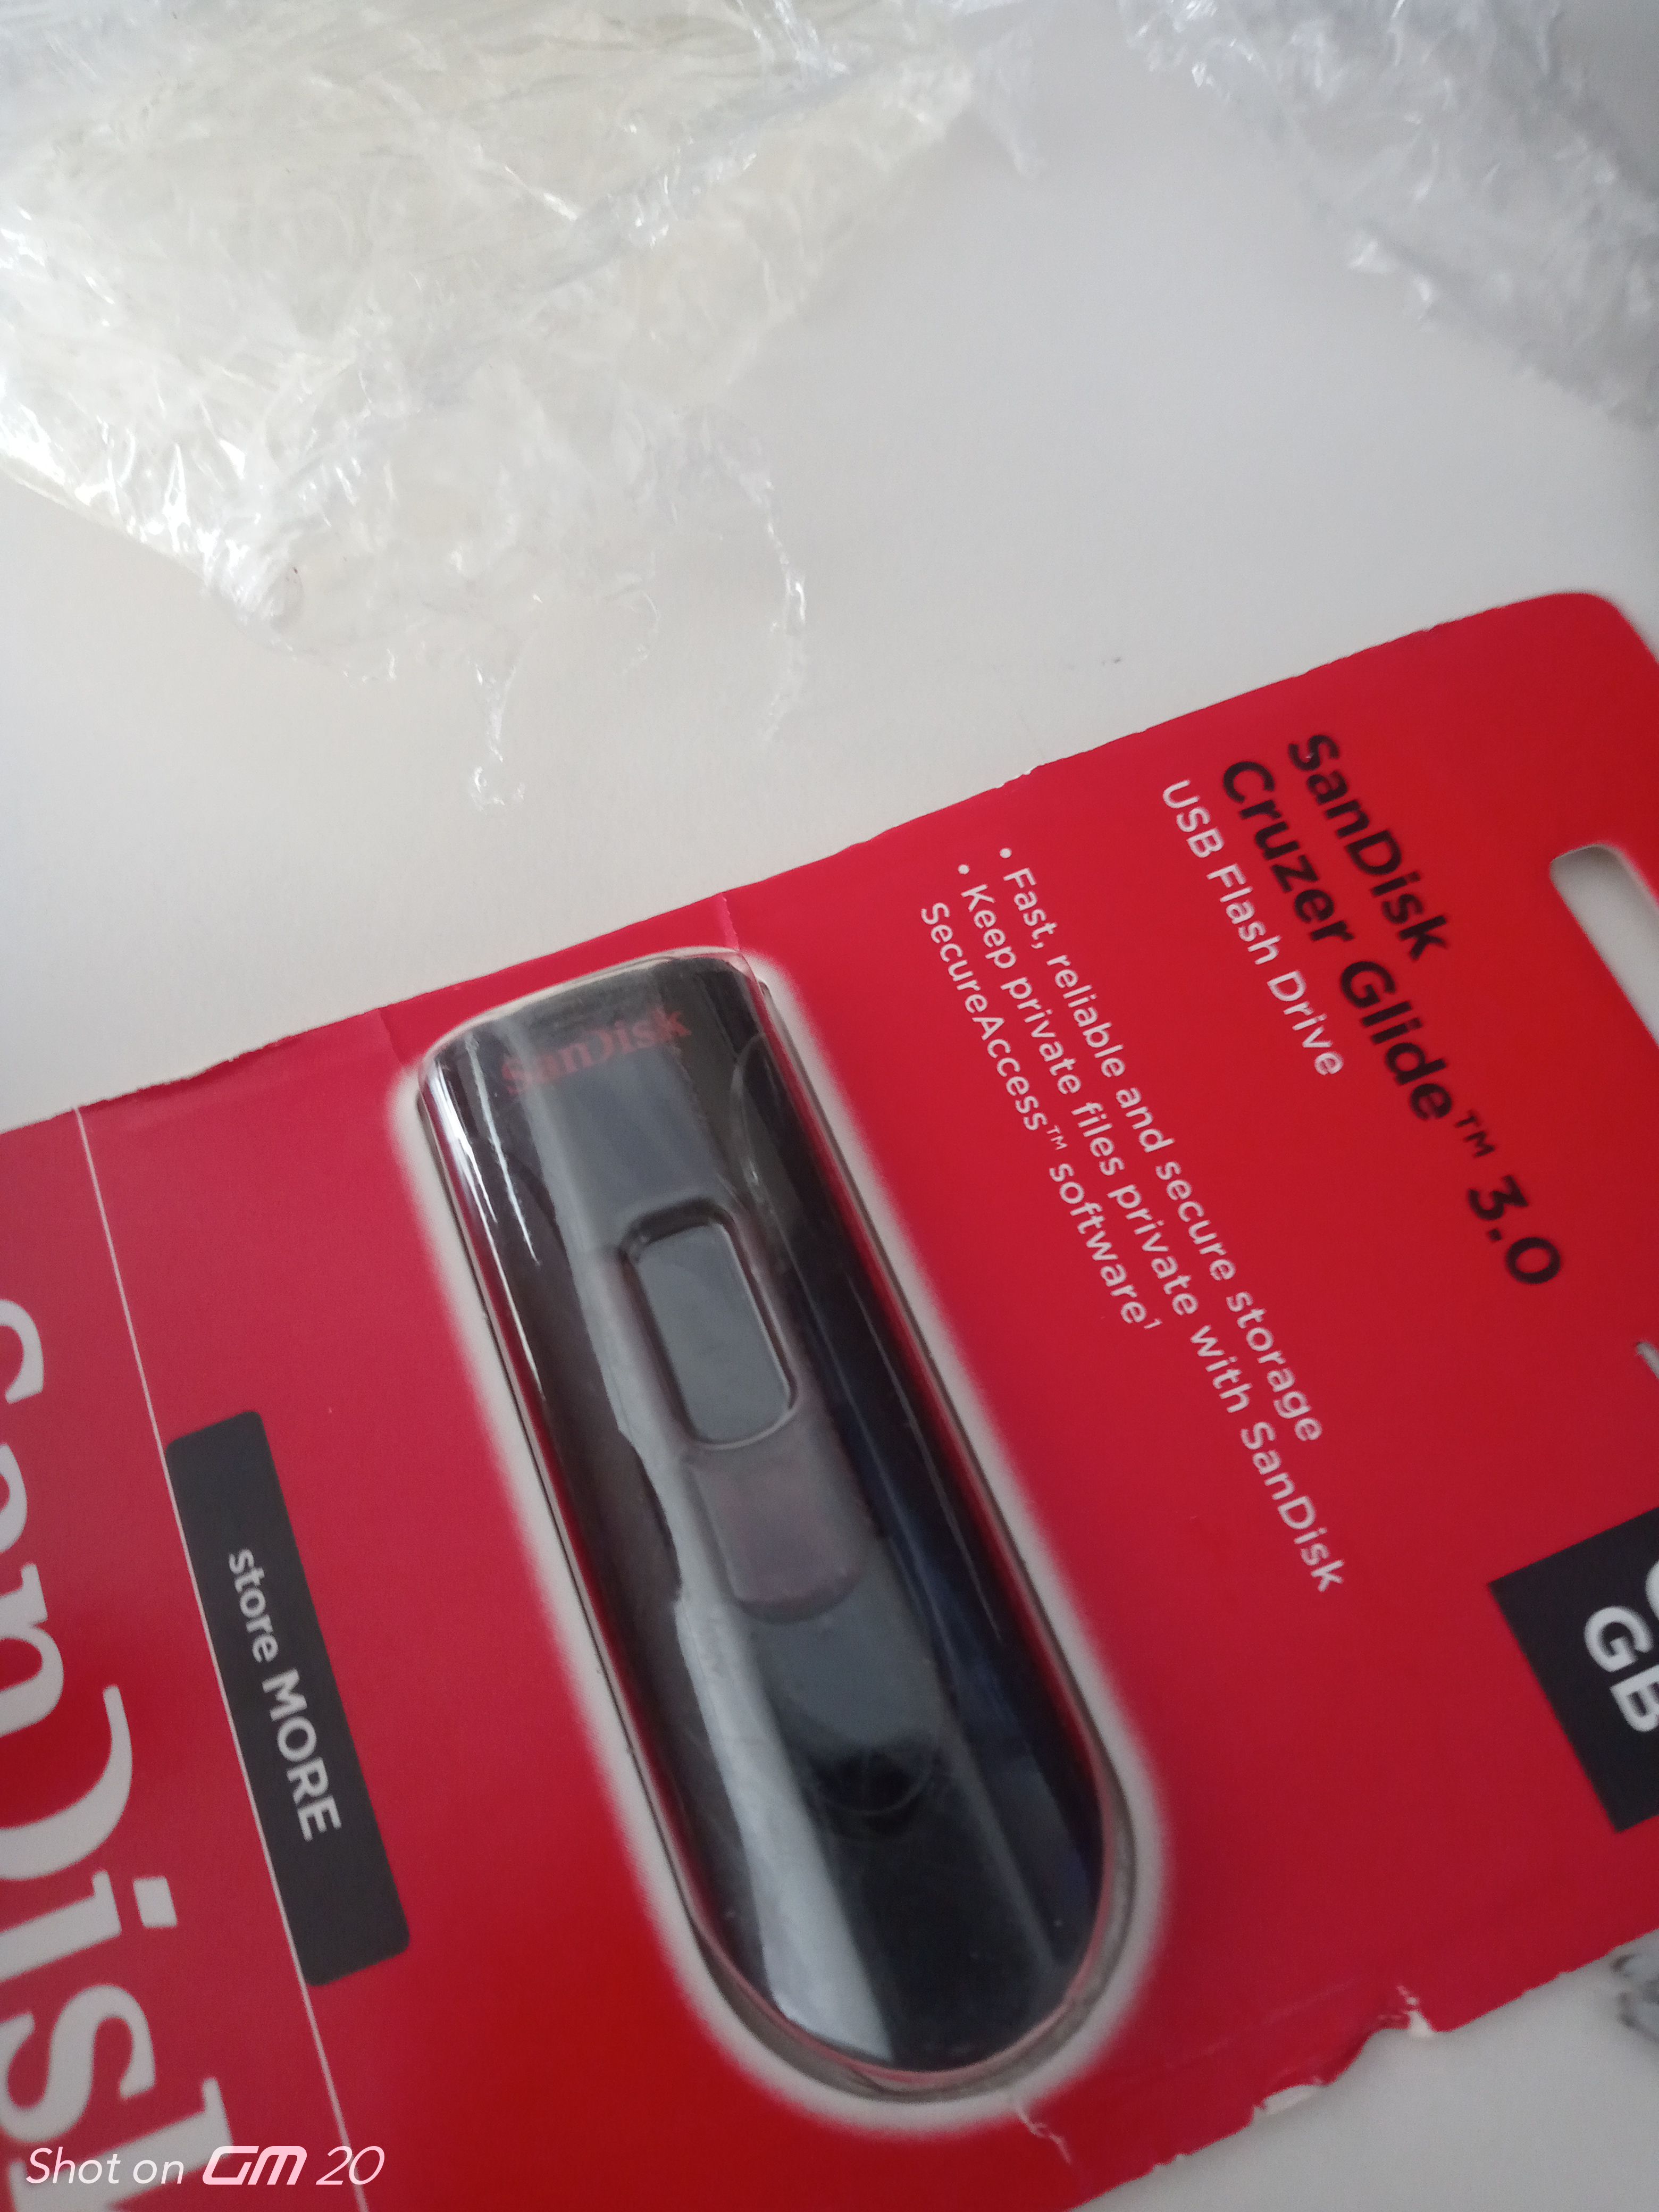 SanDisk
Cruzer Glide™ 3.0
USB Flash Drive
• Fast, reliable and secure storage
• Keep private files private with SanDisk
SecureAccess™ software¹
GB
SanDisk
store MORE
SanDisk
Shot on GM 20